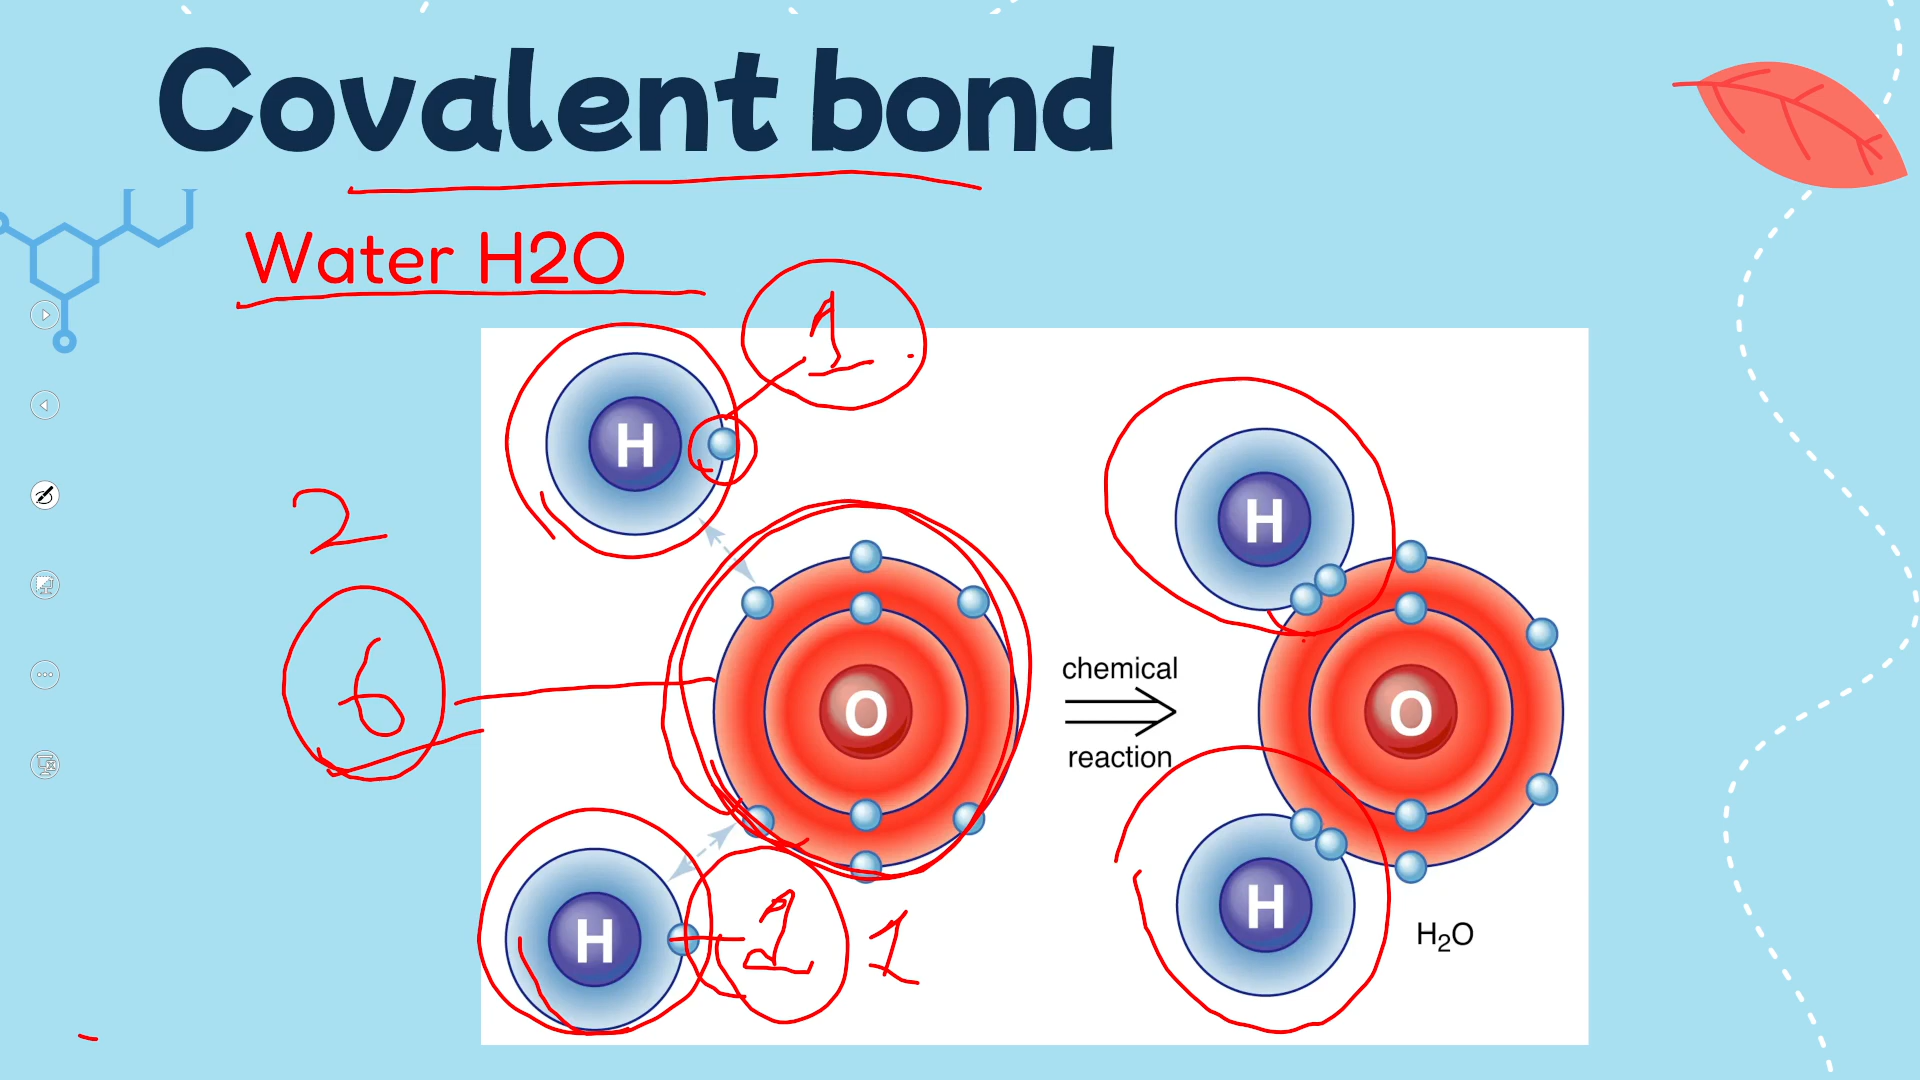 Covalent bond
Water H2O
1
H
H
2
6
O
chemical
reaction
O
H
1
1
H
H₂O